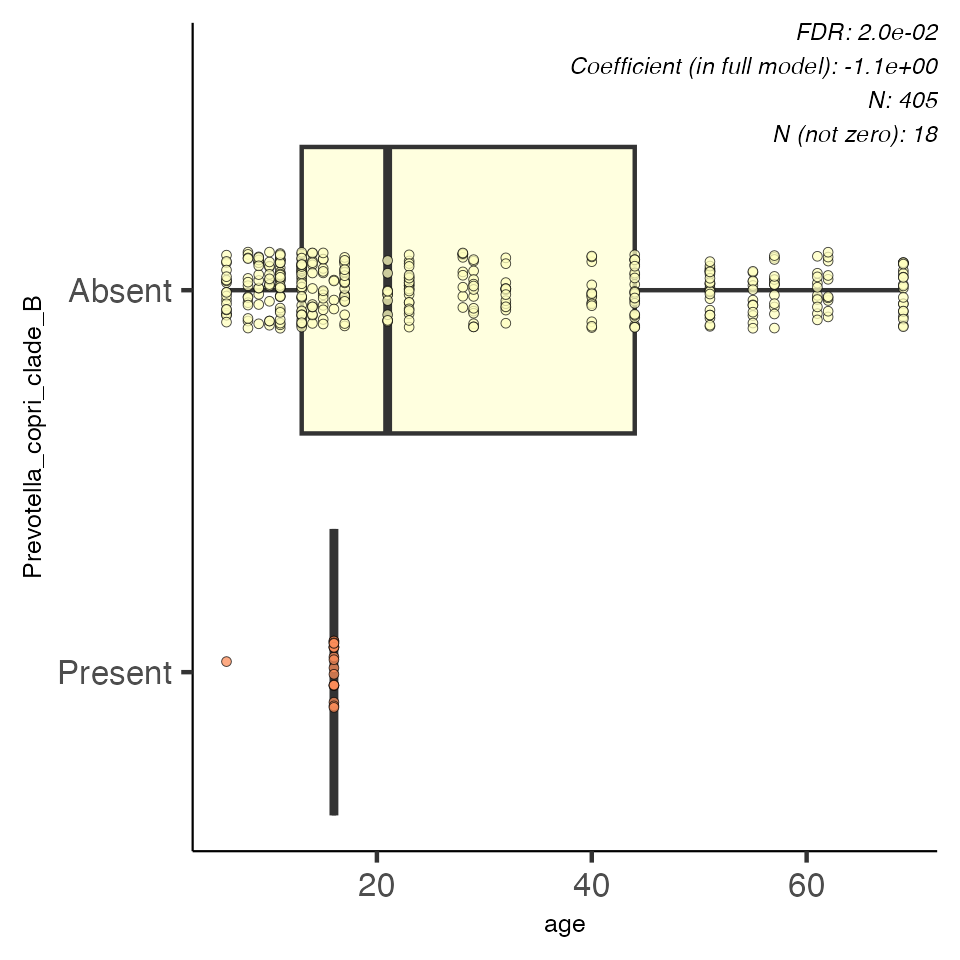 FDR: 2.0e-02
Coefficient (in full model): -1.1e+00
N: 405
N (not zero): 18
Prevotella_copri_clade_B
Absent
Present
20 40 60
age